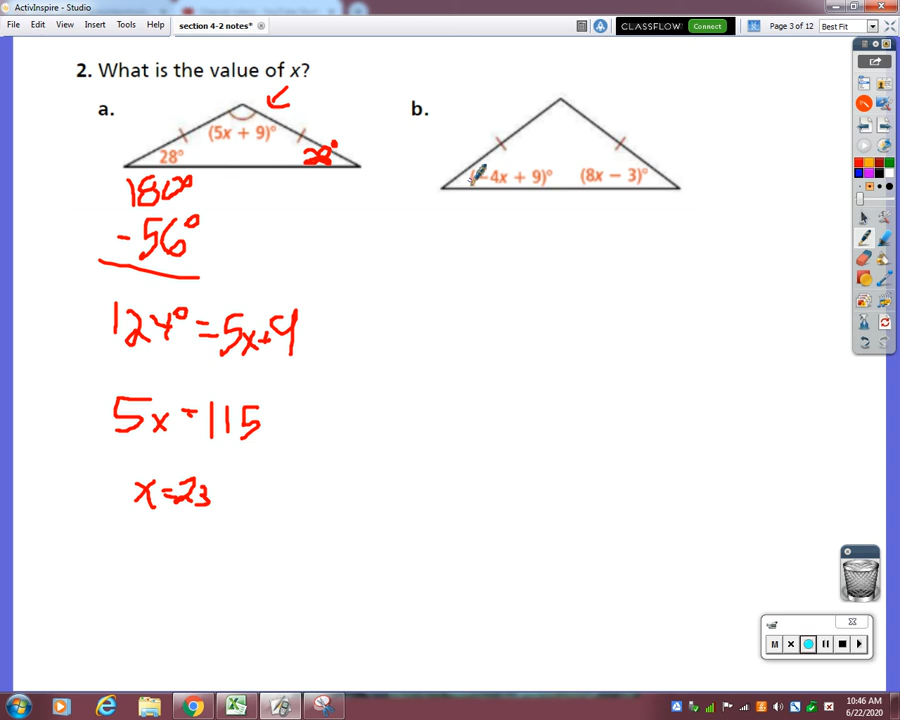 ActivInspire - Studio
File Edit View Insert Tools Help section 4-2 notes* CLASSFLOW Connect Page 3 of 12 Best Fit
2. What is the value of x?
a.
(5x + 9)°
28°
28°
b.
4x + 9)°
(8x − 3)°
180°
- 56°
124° = 5x+9
5x = 115
x = 23
M
10:46 AM
6/22/2020